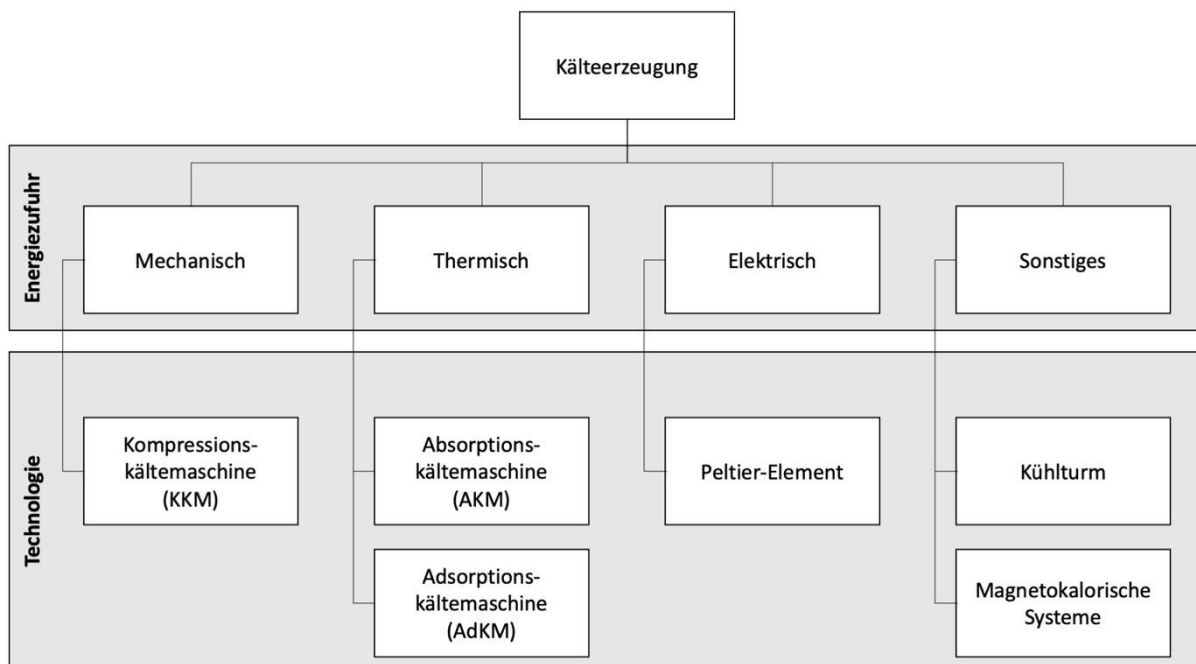 Kälteerzeugung
Energiezufuhr
Mechanisch
Thermisch
Elektrisch
Sonstiges
Technologie
Kompressions-
kältemaschine
(KKM)
Absorptions-
kältemaschine
(AKM)
Peltier-Element
Kühlturm
Adsorptions-
kältemaschine
(AdKM)
Magnetokalorische
Systeme